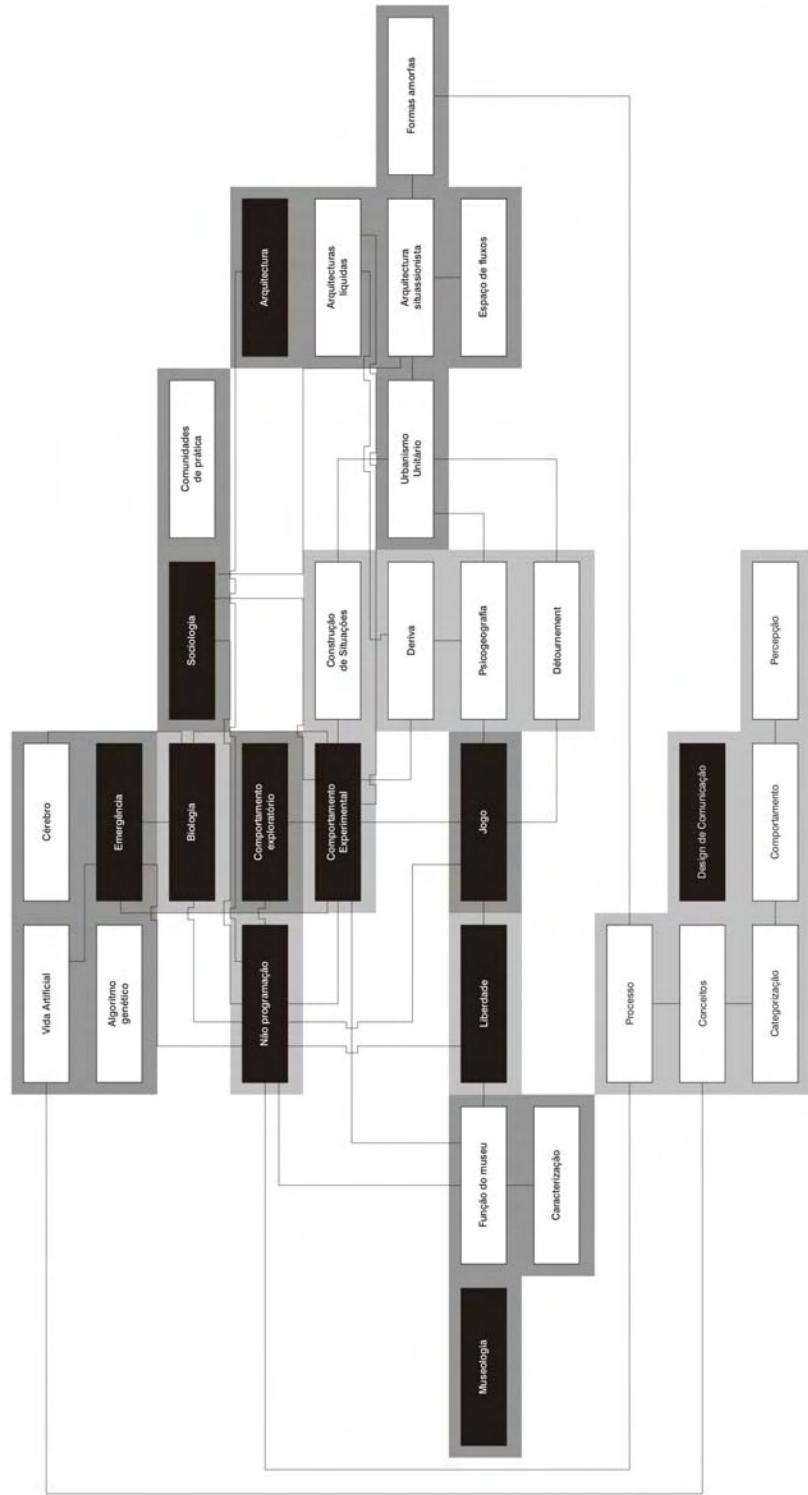 Vida Artificial
Cérebro
Algoritmo
genético
Emergência
Biologia
Sociologia
Comunidades
de prática
Não programação
Comportamento
exploratório
Arquitectura
Comportamento
Experimental
Construção
de Situações
Arquitecturas
líquidas
Deriva
Urbanismo
Unitário
Arquitectura
situassionista
Formas amorfas
Museologia
Função do museu
Liberdade
Jogo
Psicogeografia
Espaço de fluxos
Caracterização
Détournement
Processo
Conceitos
Design de Comunicação
Categorização
Comportamento
Percepção